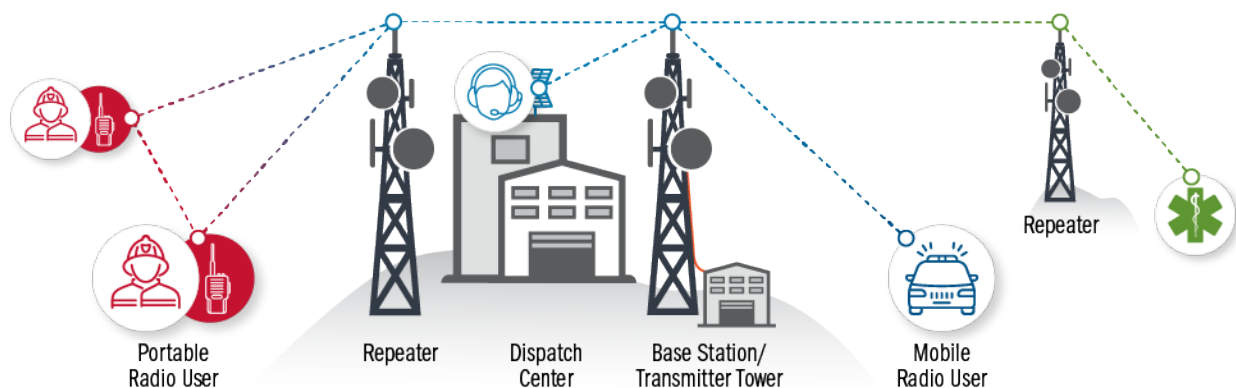 Repeater
Portable
Radio User
Repeater
Dispatch
Center
Base Station/
Transmitter Tower
Mobile
Radio User